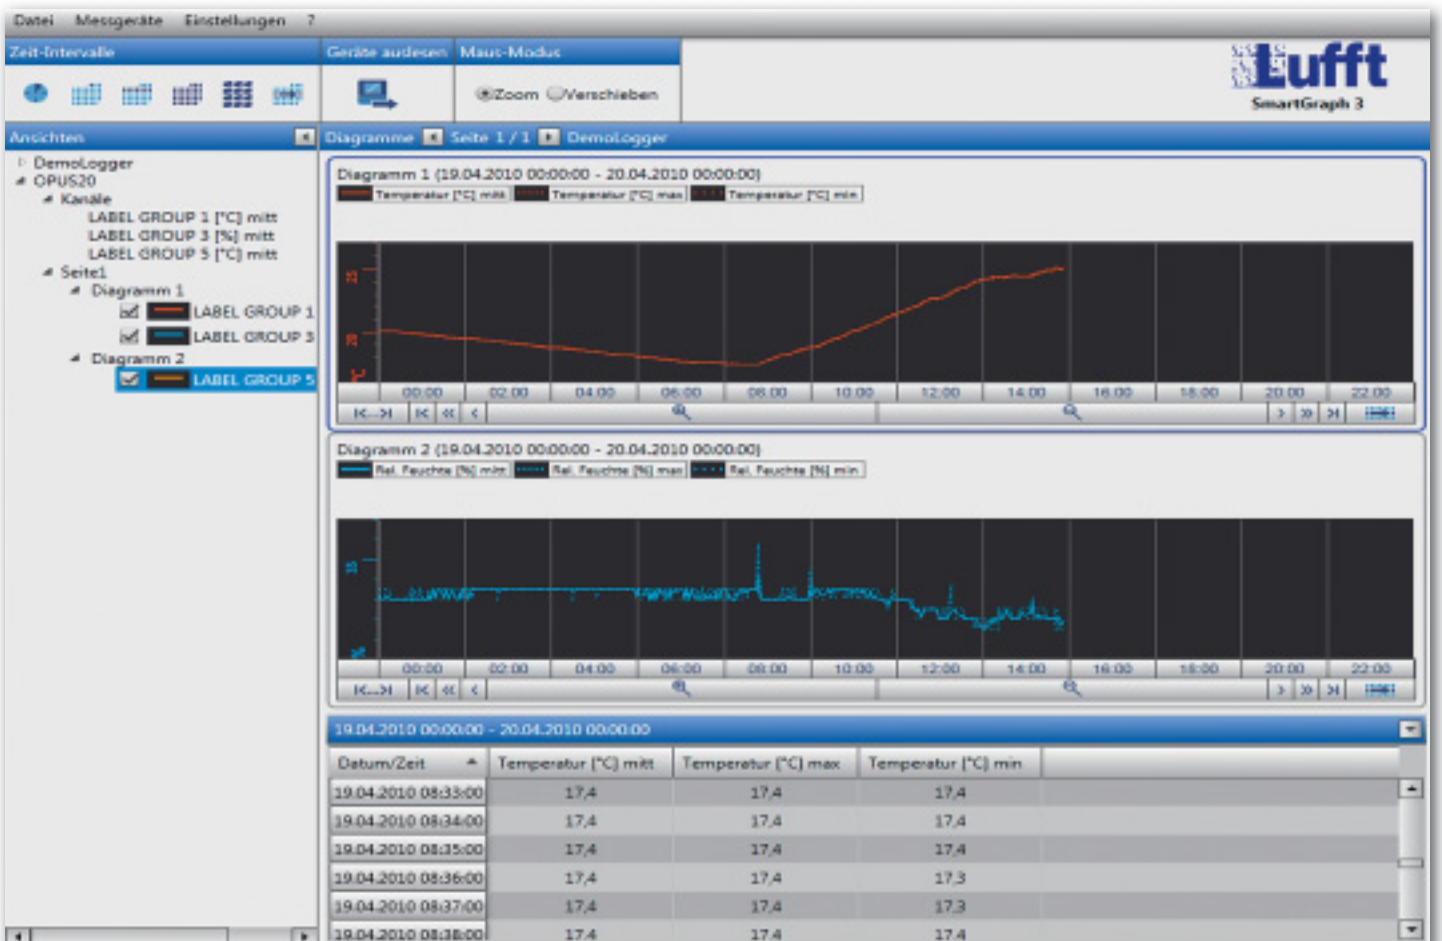 Datei Messgeräte Einstellungen ?
Zeit-Intervalle Geräte auslesen Maus-Modus
Zoom Verschieben
Lufft
SmartGraph 3
Ansichten
DemoLogger
OPUS20
Kanäle
LABEL GROUP 1 [°C] mitt
LABEL GROUP 3 [%] mitt
LABEL GROUP 5 [°C] mitt
Seite1
Diagramm 1
LABEL GROUP 1
LABEL GROUP 3
Diagramm 2
LABEL GROUP 5
Diagramme Seite 1 / 1 DemoLogger
Diagramm 1 (19.04.2010 00:00:00 - 20.04.2010 00:00:00)
Temperatur [°C] mitt Temperatur [°C] max Temperatur [°C] min
25
20
°C
00:00 02:00 04:00 06:00 08:00 10:00 12:00 14:00 16:00 18:00 20:00 22:00
Diagramm 2 (19.04.2010 00:00:00 - 20.04.2010 00:00:00)
Rel. Feuchte [%] mitt Rel. Feuchte [%] max Rel. Feuchte [%] min
%
00:00 02:00 04:00 06:00 08:00 10:00 12:00 14:00 16:00 18:00 20:00 22:00
19.04.2010 00:00:00 - 20.04.2010 00:00:00
Datum/Zeit Temperatur [°C] mitt Temperatur [°C] max Temperatur [°C] min
19.04.2010 08:33:00 17,4 17,4 17,4
19.04.2010 08:34:00 17,4 17,4 17,4
19.04.2010 08:35:00 17,4 17,4 17,4
19.04.2010 08:36:00 17,4 17,4 17,3
19.04.2010 08:37:00 17,4 17,4 17,3
19.04.2010 08:38:00 17,4 17,4 17,4